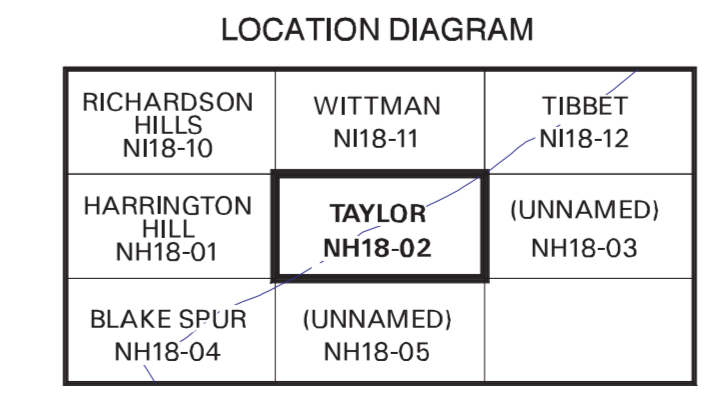 LOCATION DIAGRAM
RICHARDSON
HILLS
NI18-10
WITTMAN
NI18-11
TIBBET
NI18-12
HARRINGTON
HILL
NH18-01
TAYLOR
NH18-02
(UNNAMED)
NH18-03
BLAKE SPUR
NH18-04
(UNNAMED)
NH18-05